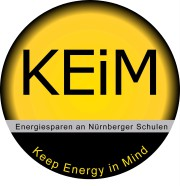 KEiM
Energiesparen an Nürnberger Schulen
Keep Energy in Mind